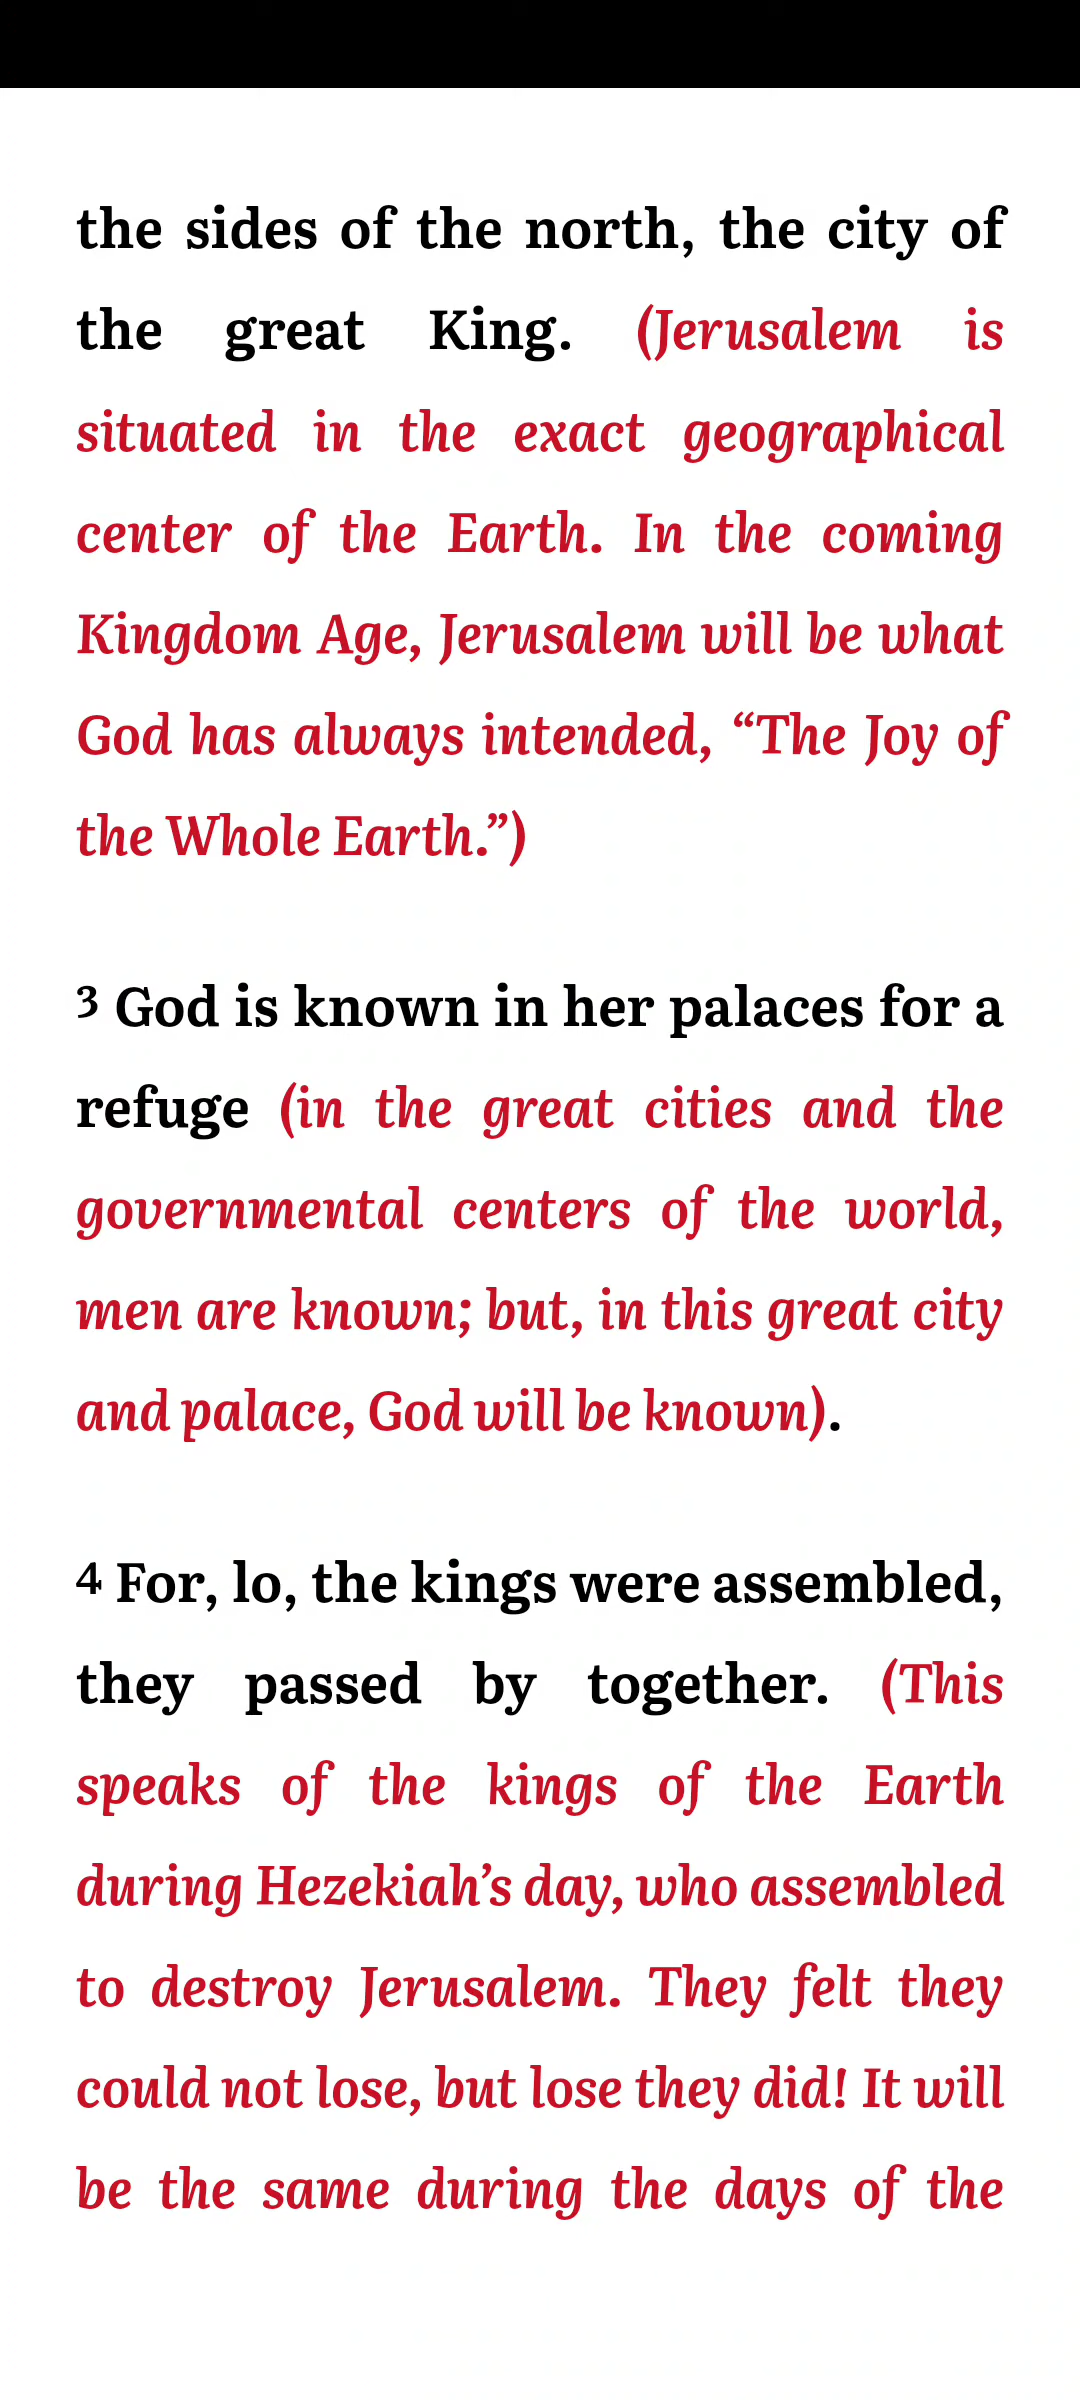 the sides of the north, the city of
the great King. (Jerusalem is
situated in the exact geographical
center of the Earth. In the coming
Kingdom Age, Jerusalem will be what
God has always intended, “The Joy of
the Whole Earth.”)
3 God is known in her palaces for a
refuge (in the great cities and the
governmental centers of the world,
men are known; but, in this great city
and palace, God will be known).
4 For, lo, the kings were assembled,
they passed by together. (This
speaks of the kings of the Earth
during Hezekiah’s day, who assembled
to destroy Jerusalem. They felt they
could not lose, but lose they did! It will
be the same during the days of the